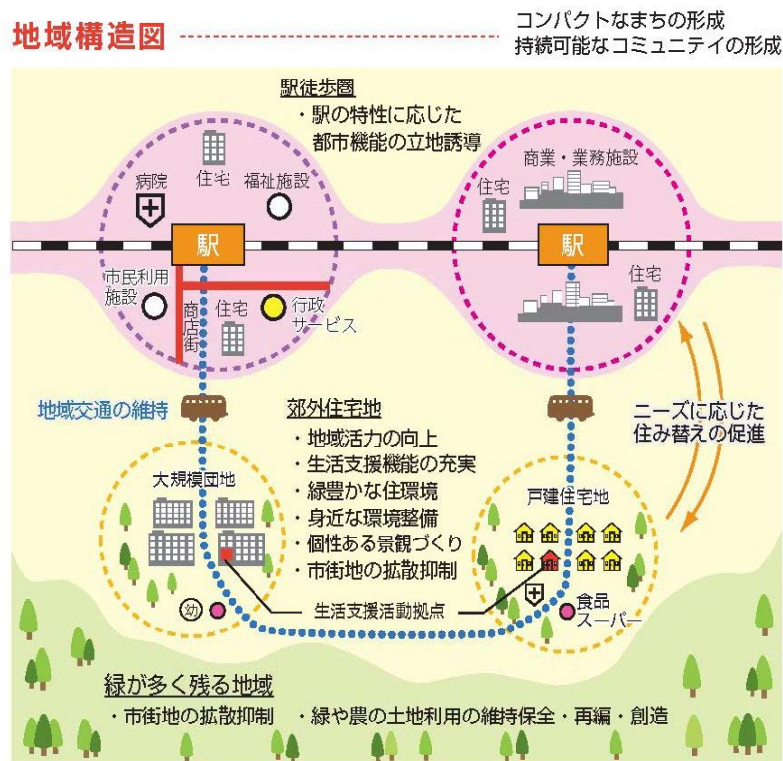 地域構造図
コンパクトなまちの形成
持続可能なコミュニティの形成
駅徒歩圏
・駅の特性に応じた
都市機能の立地誘導
病院
住宅
福祉施設
駅
市民利用
施設
商店街
住宅
行政
サービス
商業・業務施設
住宅
駅
住宅
地域交通の維持
郊外住宅地
・地域活力の向上
・生活支援機能の充実
・緑豊かな住環境
・身近な環境整備
・個性ある景観づくり
・市街地の拡散抑制
ニーズに応じた
住み替えの促進
大規模団地
戸建住宅地
幼
生活支援活動拠点
食品
スーパー
緑が多く残る地域
・市街地の拡散抑制 ・緑や農の土地利用の維持保全・再編・創造